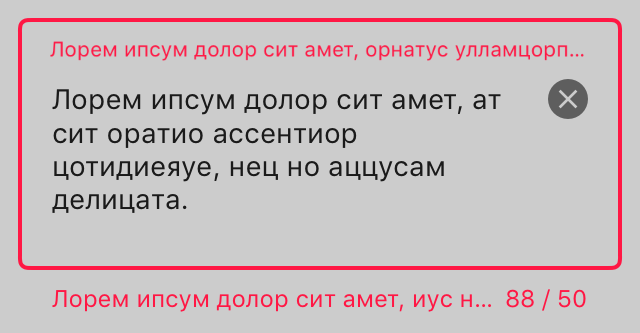 Лорем ипсум долор сит амет, орнатус улламцорп...
Лорем ипсум долор сит амет, ат
сит оратио ассентиор
цотидиеяуе, нец но аццусам
делицата.
Лорем ипсум долор сит амет, иус н... 88 / 50